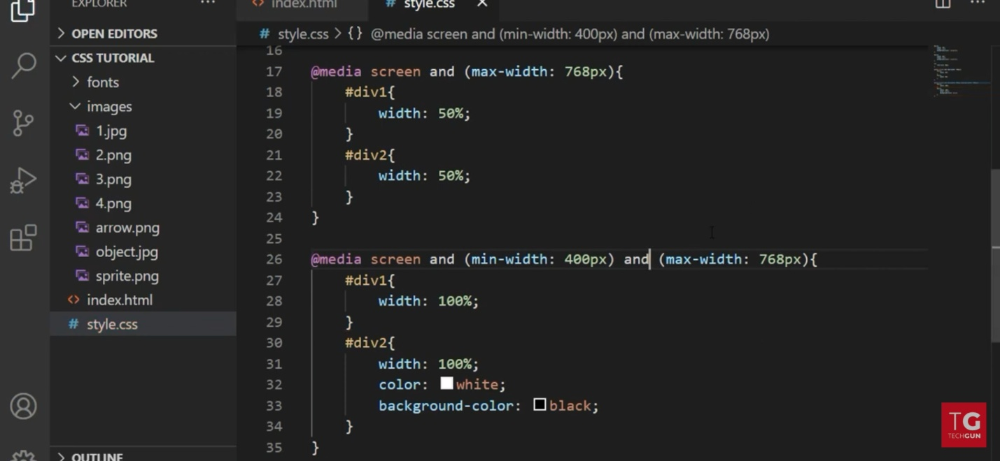 EXPLORER
index.html
style.css
OPEN EDITORS
# style.css > {} @media screen and (min-width: 400px) and (max-width: 768px)
CSS TUTORIAL
fonts
images
1.jpg
2.png
3.png
4.png
arrow.png
object.jpg
sprite.png
index.html
# style.css
OUTLINE
16
17 @media screen and (max-width: 768px){
18 #div1{
19 width: 50%;
20 }
21 #div2{
22 width: 50%;
23 }
24 }
25
26 @media screen and (min-width: 400px) and (max-width: 768px){
27 #div1{
28 width: 100%;
29 }
30 #div2{
31 width: 100%;
32 color: white;
33 background-color: black;
34 }
35 }
TG
TECHGUN